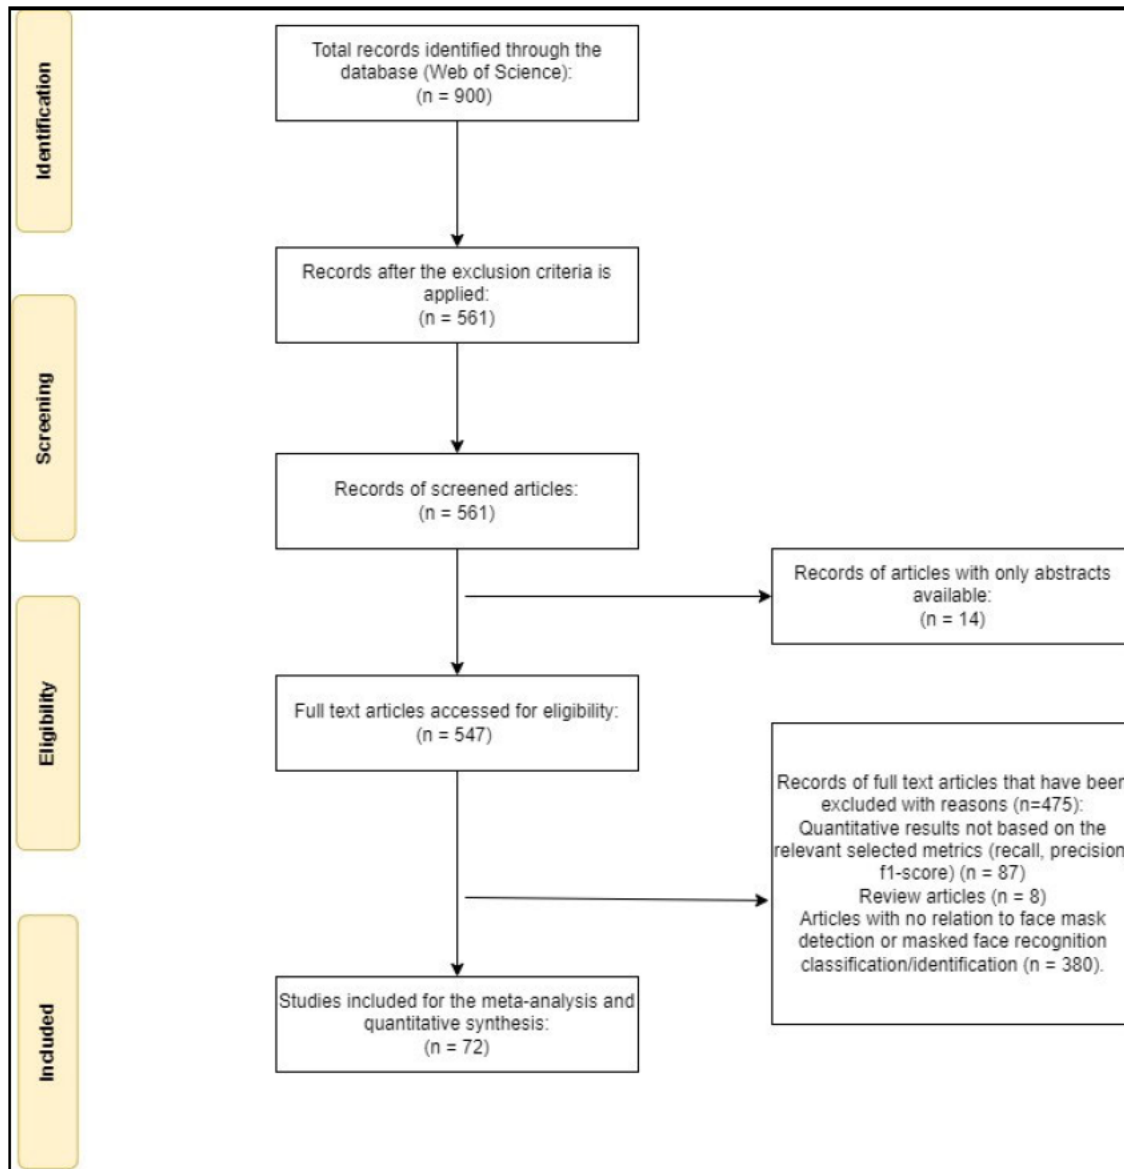 Identification
Total records identified through the
database (Web of Science):
(n = 900)
Records after the exclusion criteria is
applied:
(n = 561)
Screening
Records of screened articles:
(n = 561)
Records of articles with only abstracts
available:
(n = 14)
Eligibility
Full text articles accessed for eligibility:
(n = 547)
Records of full text articles that have been
excluded with reasons (n=475):
Quantitative results not based on the
relevant selected metrics (recall, precision
f1-score) (n = 87)
Review articles (n = 8)
Articles with no relation to face mask
detection or masked face recognition
classification/identification (n = 380).
Included
Studies included for the meta-analysis and
quantitative synthesis:
(n = 72)